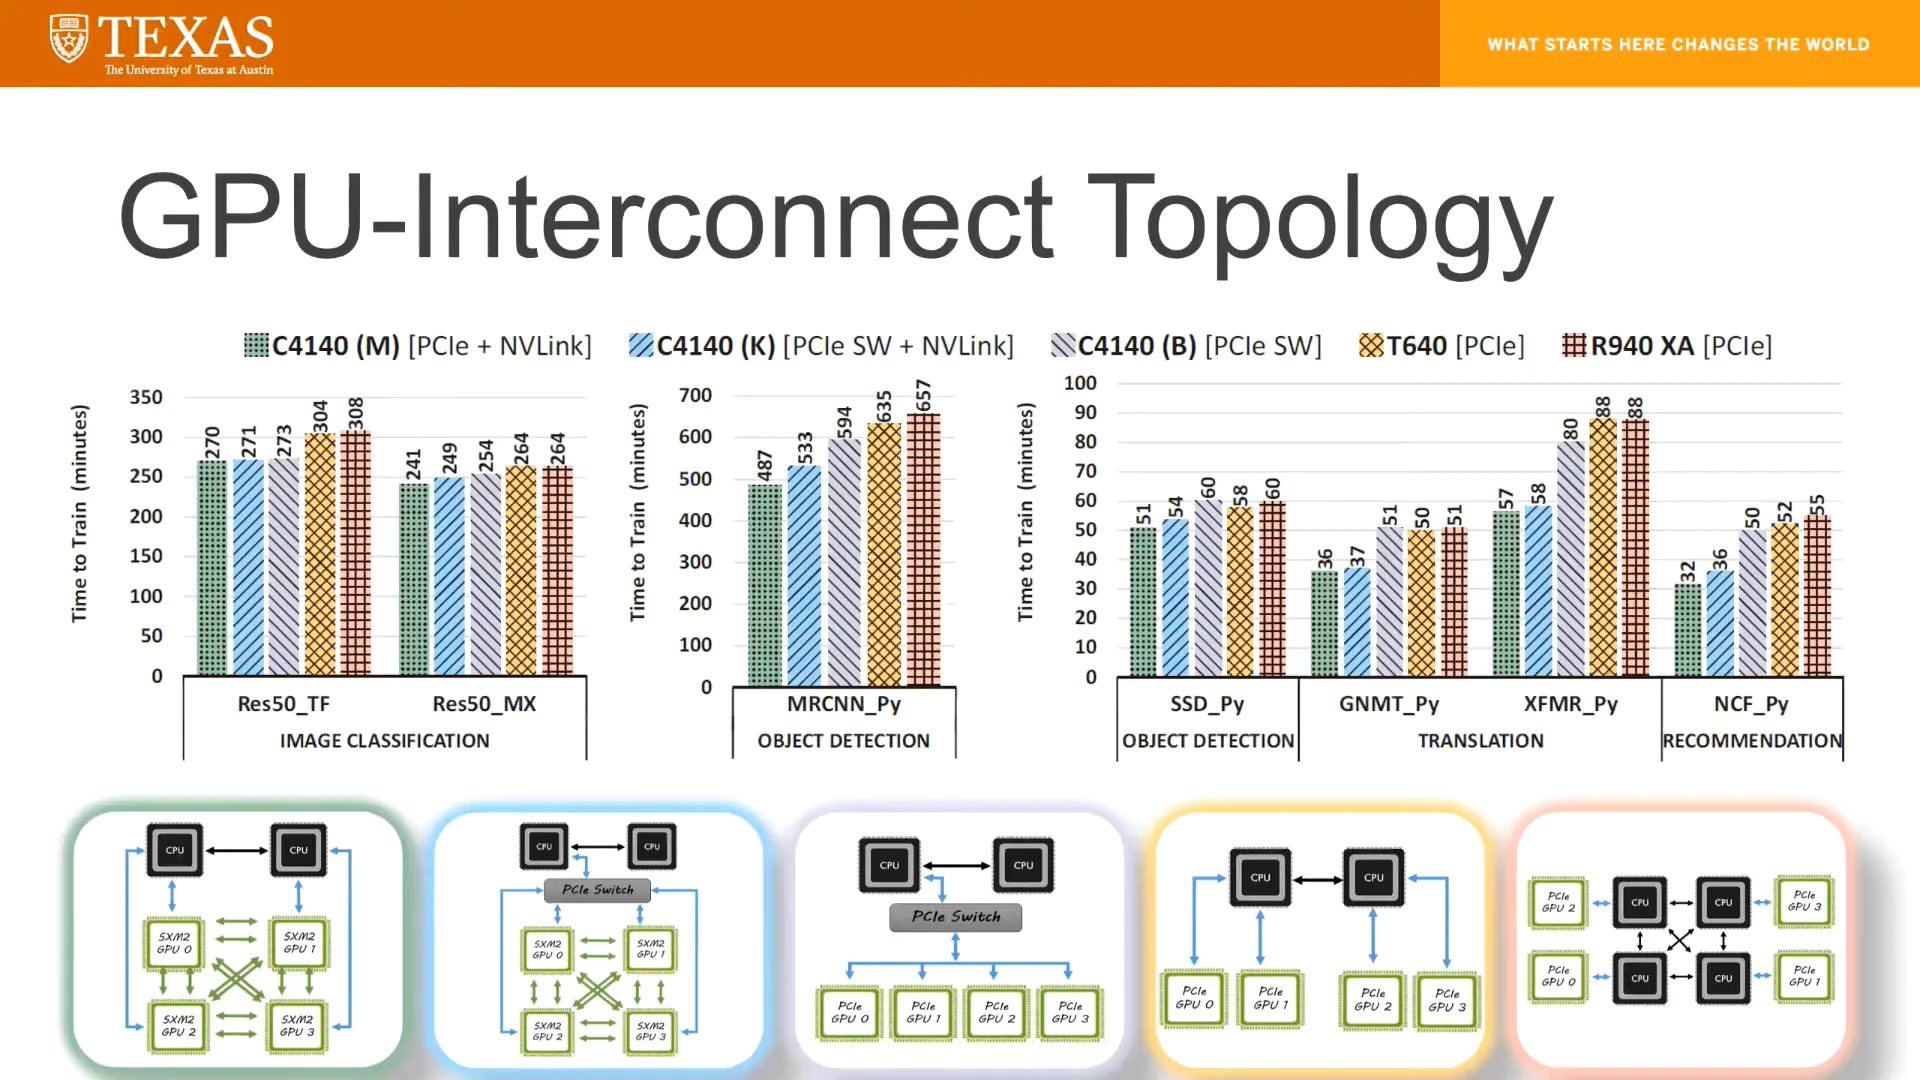 TEXAS
The University of Texas at Austin
WHAT STARTS HERE CHANGES THE WORLD
GPU-Interconnect Topology
C4140 (M) [PCIe + NVLink]
C4140 (K) [PCIe SW + NVLink]
C4140 (B) [PCIe SW]
T640 [PCIe]
R940 XA [PCIe]
Time to Train (minutes)
350
300
250
200
150
100
50
0
270
271
273
304
308
241
249
254
264
264
Res50_TF
Res50_MX
IMAGE CLASSIFICATION
Time to Train (minutes)
700
600
500
400
300
200
100
0
487
533
594
635
657
MRCNN_Py
OBJECT DETECTION
Time to Train (minutes)
100
90
80
70
60
50
40
30
20
10
0
51
54
60
58
60
36
37
51
50
51
57
58
80
88
88
32
36
50
52
55
SSD_Py
GNMT_Py
XFMR_Py
NCF_Py
OBJECT DETECTION
TRANSLATION
RECOMMENDATION
CPU
CPU
SXM2
GPU 0
SXM2
GPU 1
SXM2
GPU 2
SXM2
GPU 3
CPU
CPU
PCIe Switch
SXM2
GPU 0
SXM2
GPU 1
SXM2
GPU 2
SXM2
GPU 3
CPU
CPU
PCIe Switch
PCIe
GPU 0
PCIe
GPU 1
PCIe
GPU 2
PCIe
GPU 3
CPU
CPU
PCIe
GPU 0
PCIe
GPU 1
PCIe
GPU 2
PCIe
GPU 3
PCIe
GPU 2
CPU
CPU
PCIe
GPU 3
PCIe
GPU 0
CPU
CPU
PCIe
GPU 1